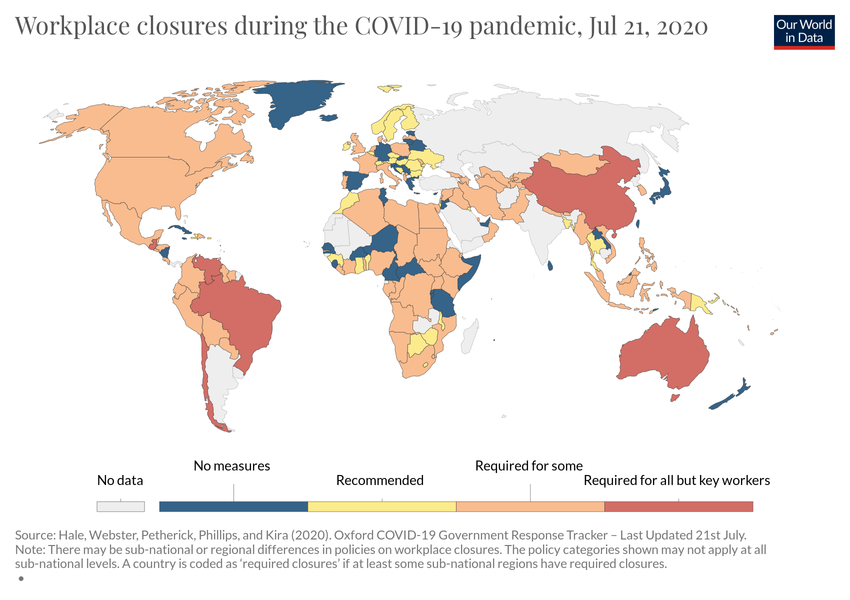 Workplace closures during the COVID-19 pandemic, Jul 21, 2020
Our World
in Data
No data
No measures
Recommended
Required for some
Required for all but key workers
Source: Hale, Webster, Petherick, Phillips, and Kira (2020). Oxford COVID-19 Government Response Tracker – Last Updated 21st July.
Note: There may be sub-national or regional differences in policies on workplace closures. The policy categories shown may not apply at all
sub-national levels. A country is coded as 'required closures' if at least some sub-national regions have required closures.
•